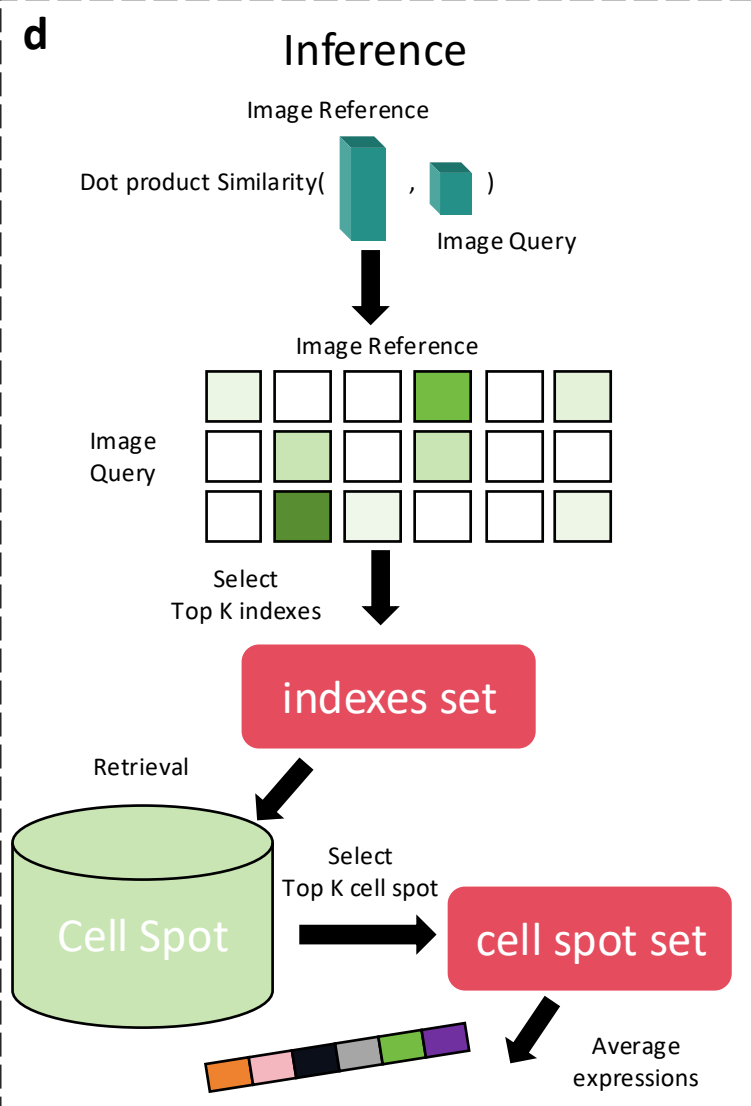 d
Inference
Image Reference
Dot product Similarity( , )
Image Query
Image Reference
Image
Query
Select
Top K indexes
indexes set
Retrieval
Select
Top K cell spot
Cell Spot
cell spot set
Average
expressions